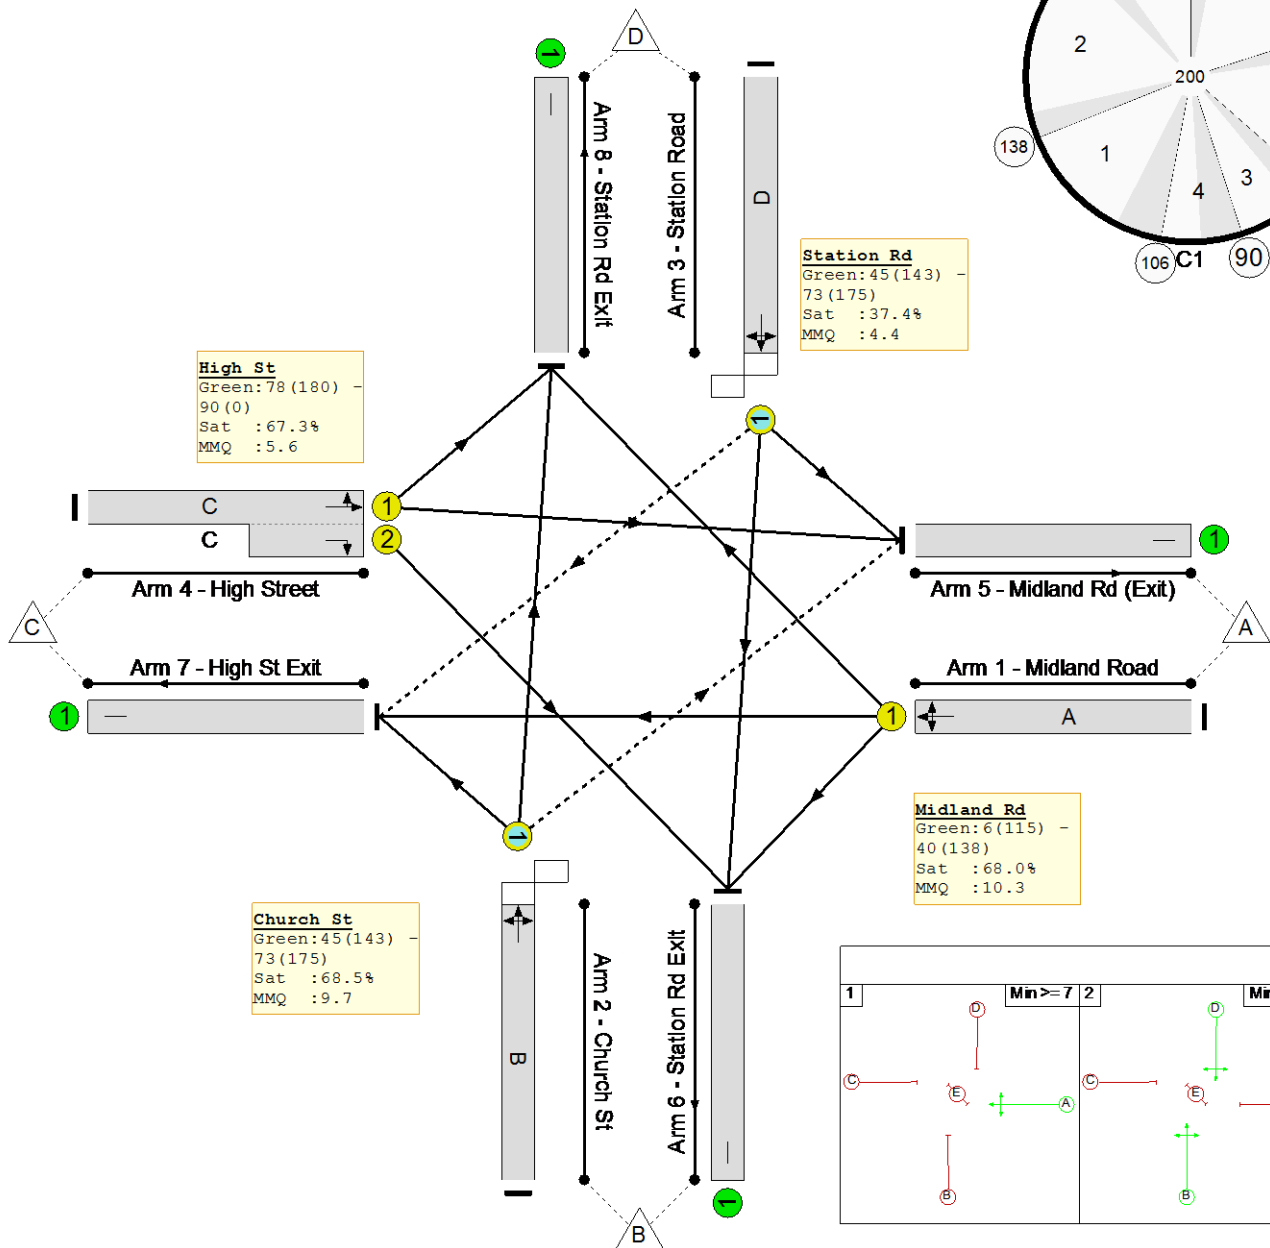 D
1
Arm 8 - Station Rd Exit
Arm 3 - Station Road
D
2
200
138
1
4
3
106
C1
90
Station Rd
Green:45(143) -
73(175)
Sat :37.4%
MMQ :4.4
High St
Green:78(180) -
90(0)
Sat :67.3%
MMQ :5.6
1
C
1
C
2
1
Arm 4 - High Street
Arm 5 - Midland Rd (Exit)
C
A
Arm 7 - High St Exit
Arm 1 - Midland Road
1
1
A
1
Midland Rd
Green:6(115) -
40(138)
Sat :68.0%
MMQ :10.3
Church St
Green:45(143) -
73(175)
Sat :68.5%
MMQ :9.7
B
Arm 2 - Church St
Arm 6 - Station Rd Exit
1
B
1
Min >= 7
2
D
C
E
A
B
D
C
E
B